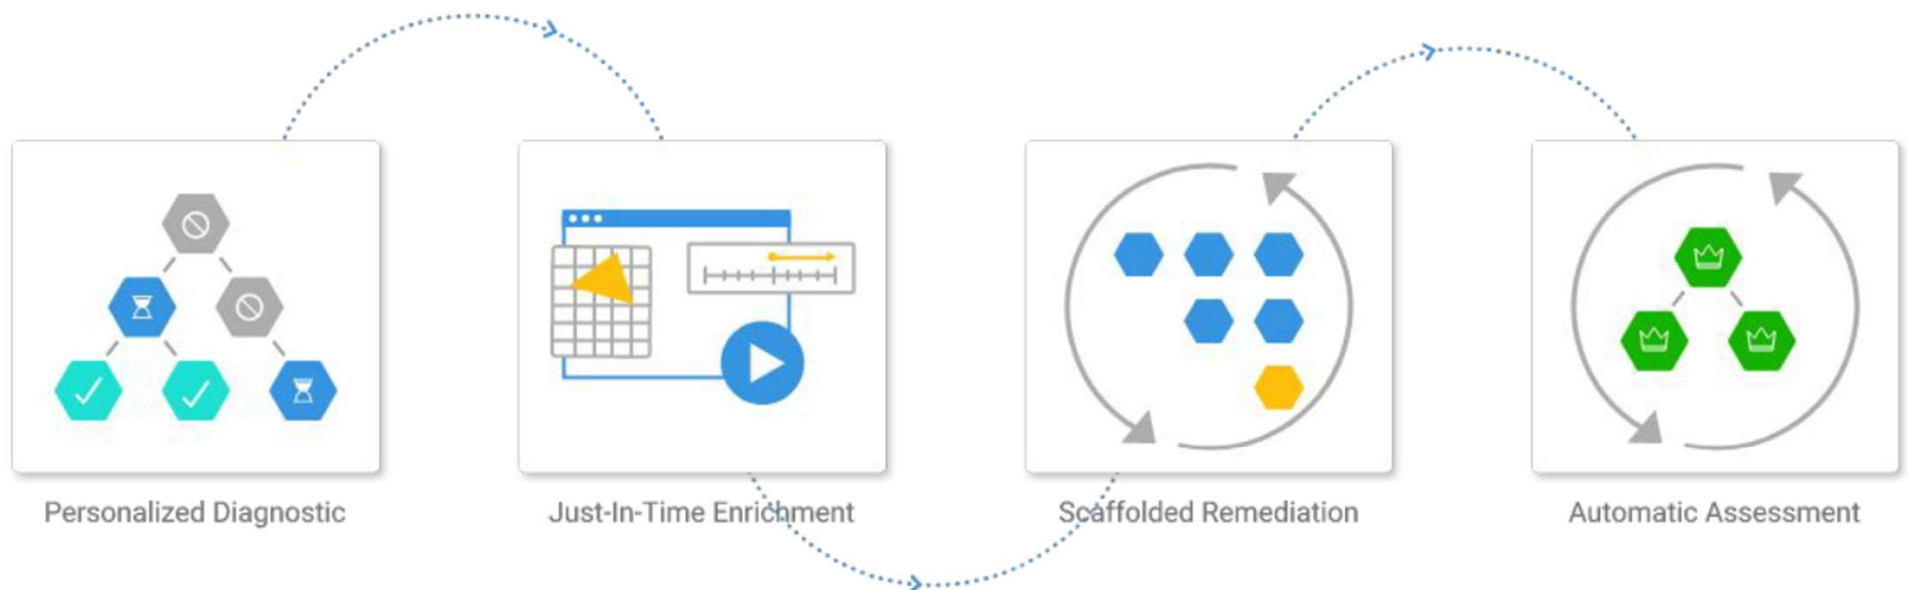 Personalized Diagnostic
Just-In-Time Enrichment
Scaffolded Remediation
Automatic Assessment